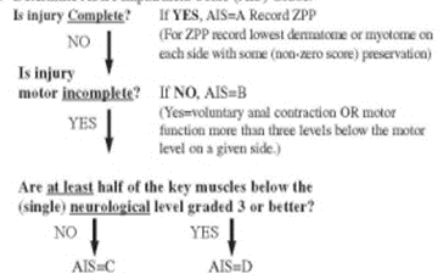 Is injury Complete? If YES, AIS=A Record ZPP
NO (For ZPP record lowest dermatome or myotome on
each side with some (non-zero score) preservation)
Is injury
motor incomplete? If NO, AIS=B
YES (Yes=voluntary anal contraction OR motor
function more than three levels below the motor
level on a given side.)
Are at least half of the key muscles below the
(single) neurological level graded 3 or better?
NO YES
AIS=C AIS=D